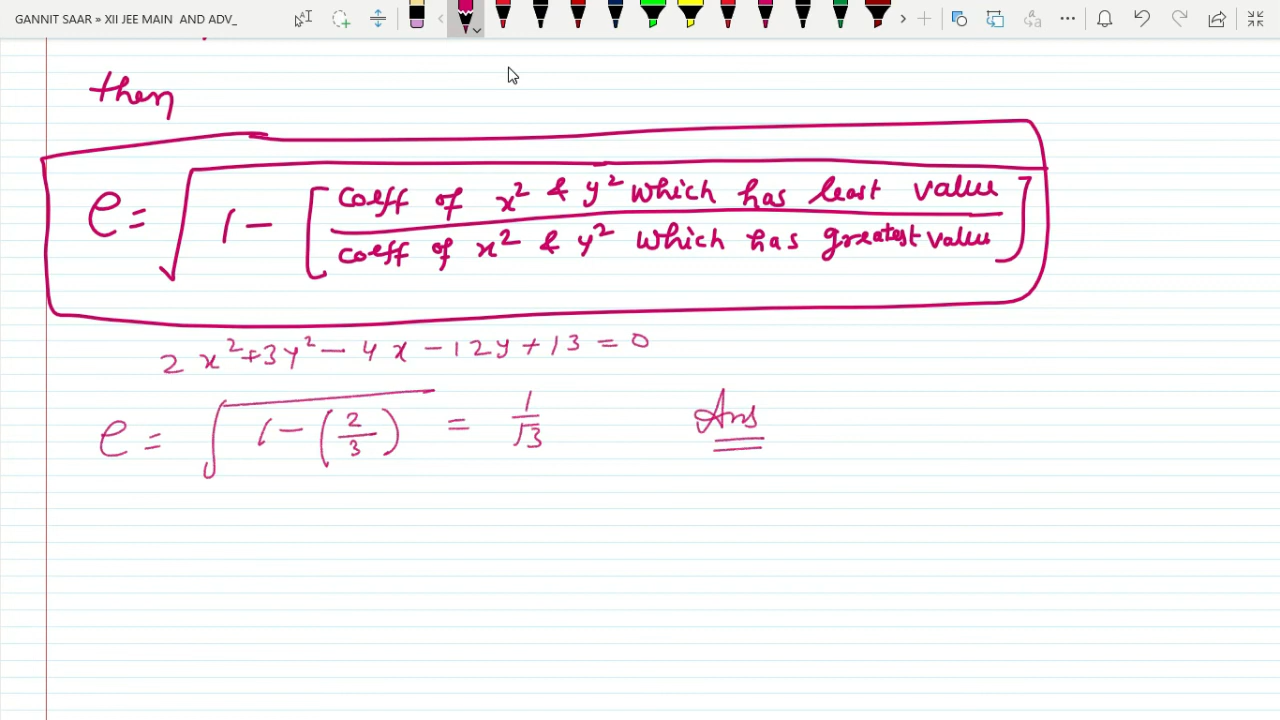 GANNIT SAAR » XII JEE MAIN AND ADV_
then
e = √(1 - [coeff of x² & y² which has least value / coeff of x² & y² which has greatest value])
2x² + 3y² - 4x - 12y + 13 = 0
e = √(1 - (2/3)) = 1/√3 Ans